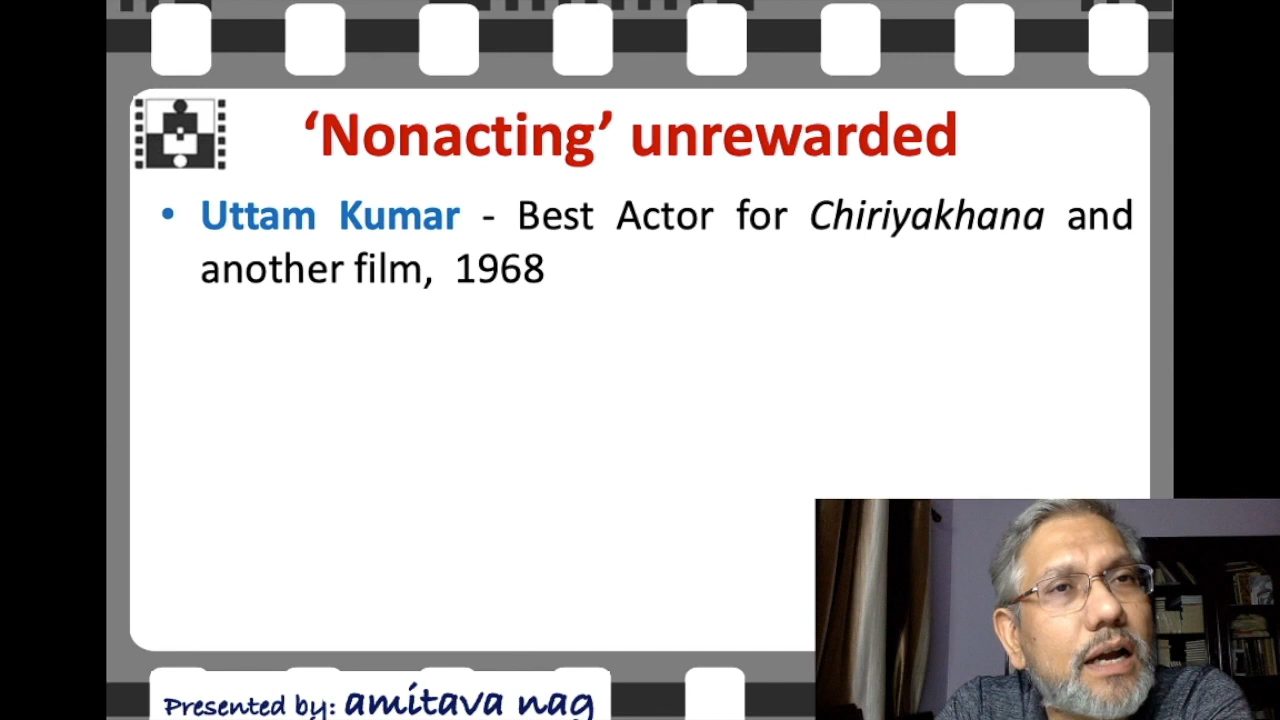 ‘Nonacting’ unrewarded
• Uttam Kumar - Best Actor for Chiriyakhana and
another film, 1968
Presented by: amitava nag